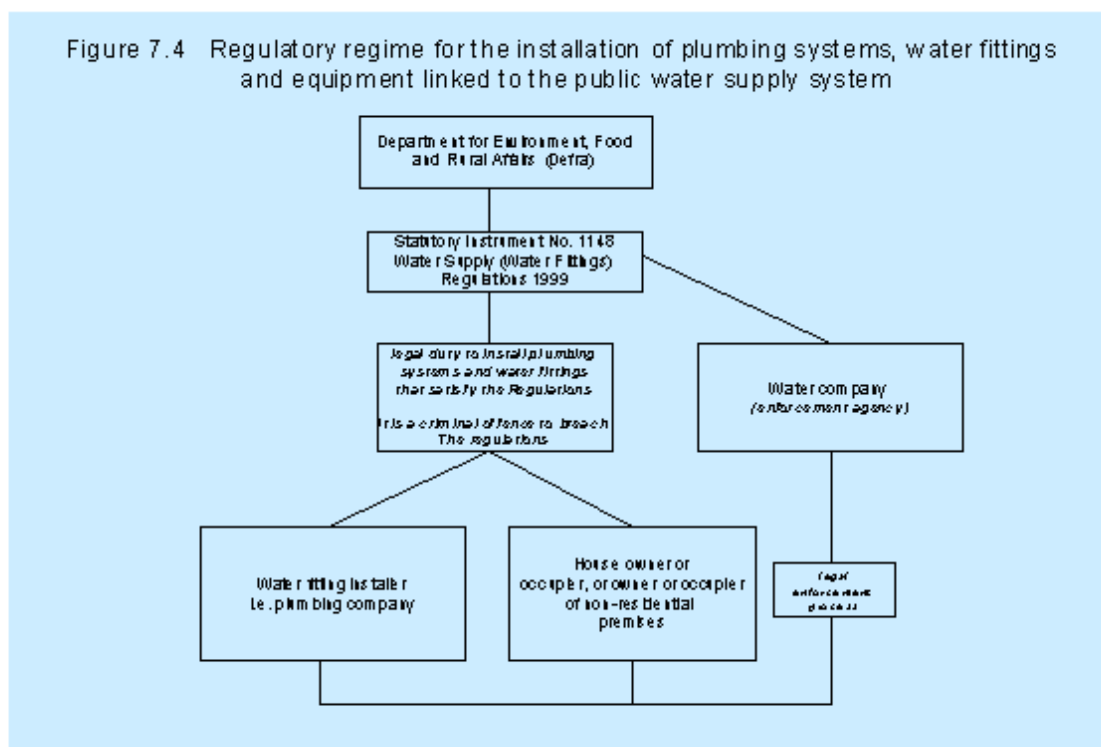 Figure 7.4 Regulatory regime for the installation of plumbing systems, water fittings
and equipment linked to the public water supply system
Department for Environment, Food
and Rural Affairs (Defra)
Statutory Instrument No. 1148
Water Supply (Water Fittings)
Regulations 1999
legal duty to install plumbing
systems and water fittings
that satisfy the Regulations
It is a criminal offence to breach
The regulations
Water company
(enforcement agency)
Water fitting installer
i.e. plumbing company
House owner or
occupier, or owner or occupier
of non-residential
premises
Legal
enforcement
process